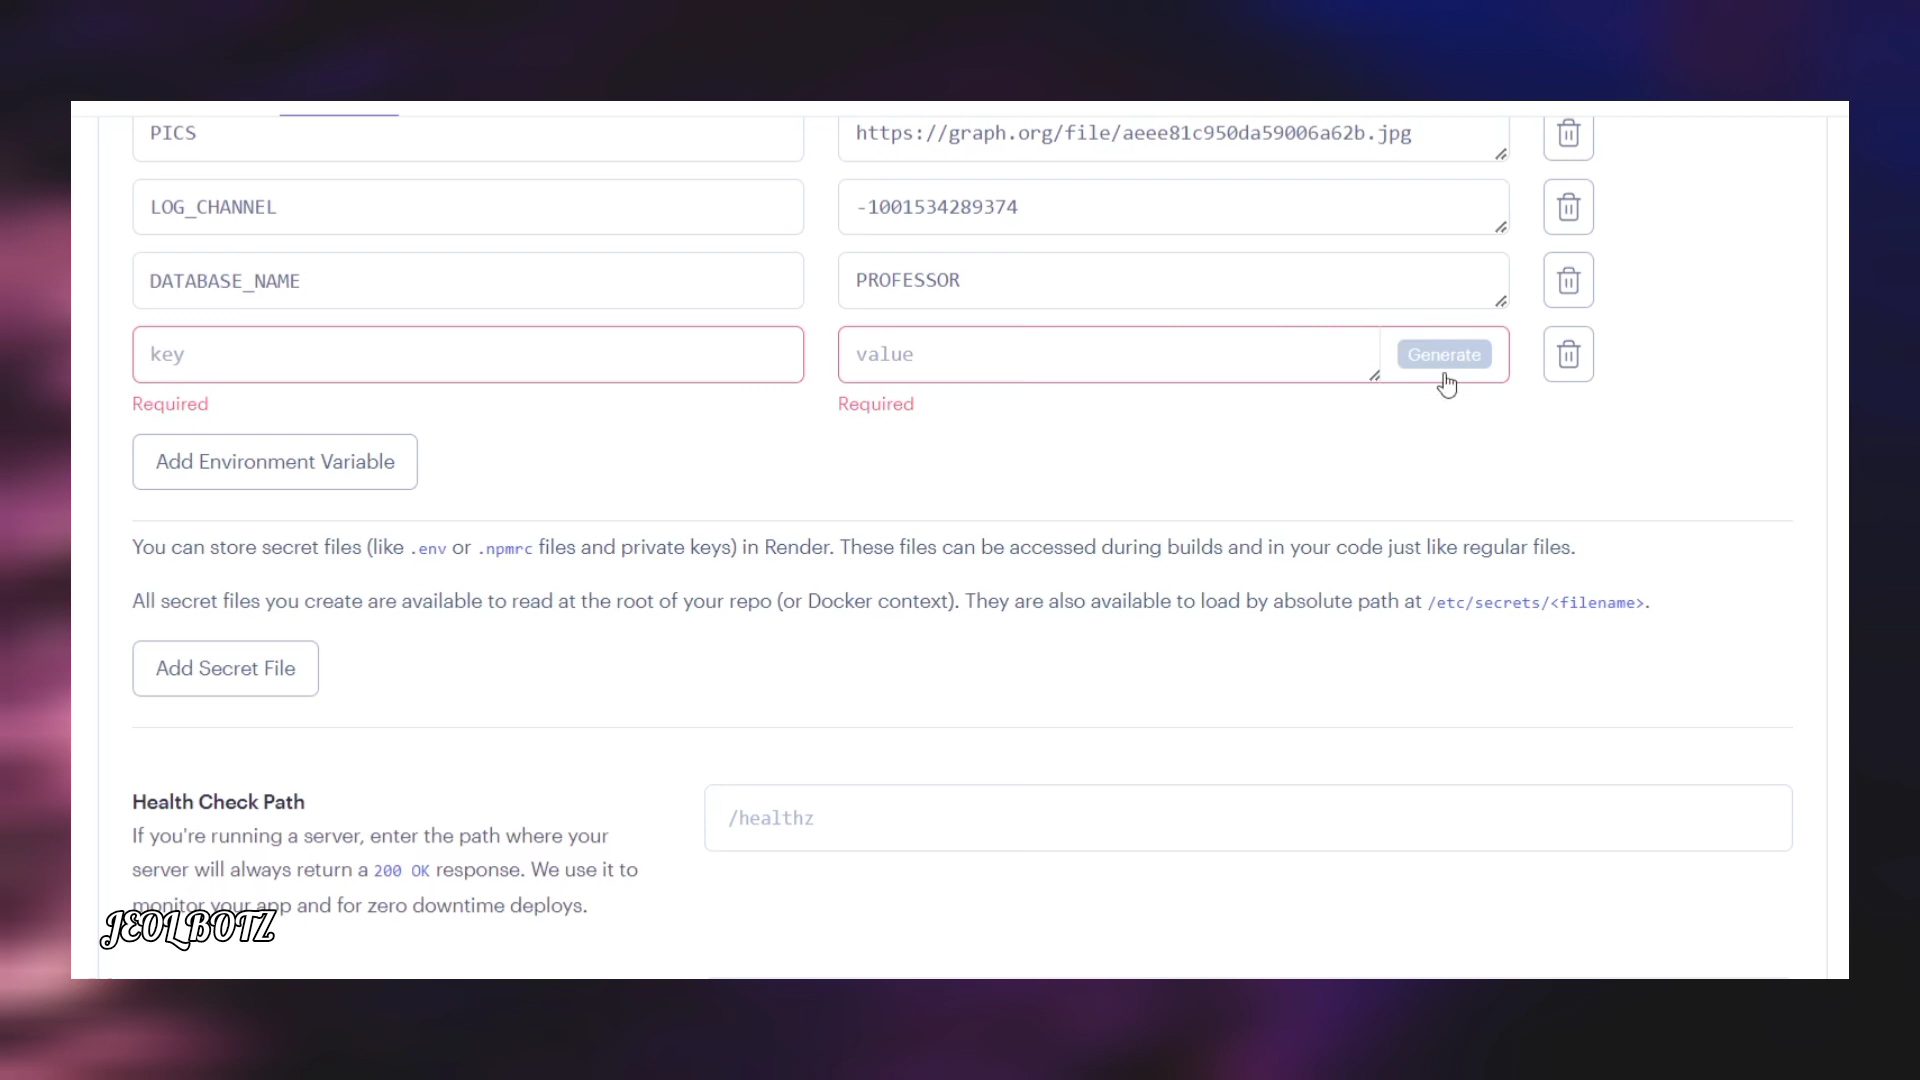 PICS
https://graph.org/file/aeee81c950da59006a62b.jpg
LOG_CHANNEL
-1001534289374
DATABASE_NAME
PROFESSOR
key
value
Generate
Required
Required
Add Environment Variable
You can store secret files (like .env or .npmrc files and private keys) in Render. These files can be accessed during builds and in your code just like regular files.
All secret files you create are available to read at the root of your repo (or Docker context). They are also available to load by absolute path at /etc/secrets/<filename>.
Add Secret File
Health Check Path
/healthz
If you're running a server, enter the path where your
server will always return a 200 OK response. We use it to
monitor your app and for zero downtime deploys.
JEOL BOTZ